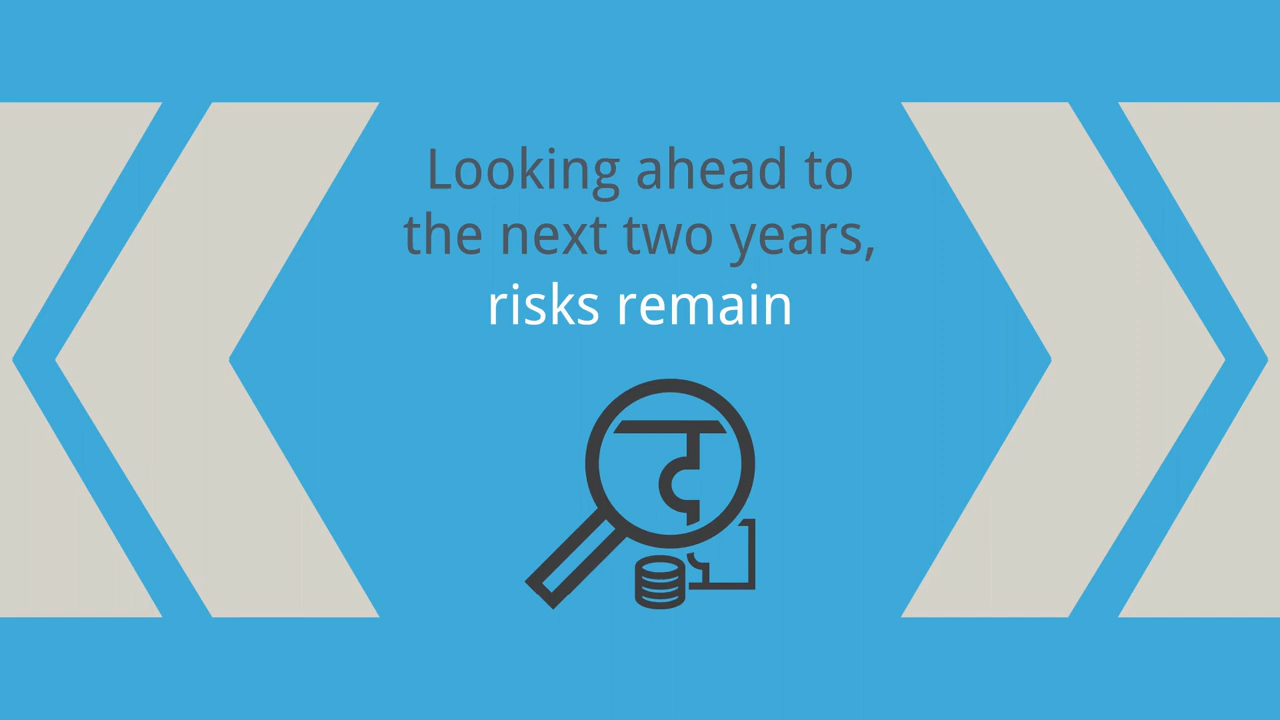 Looking ahead to
the next two years,
risks remain